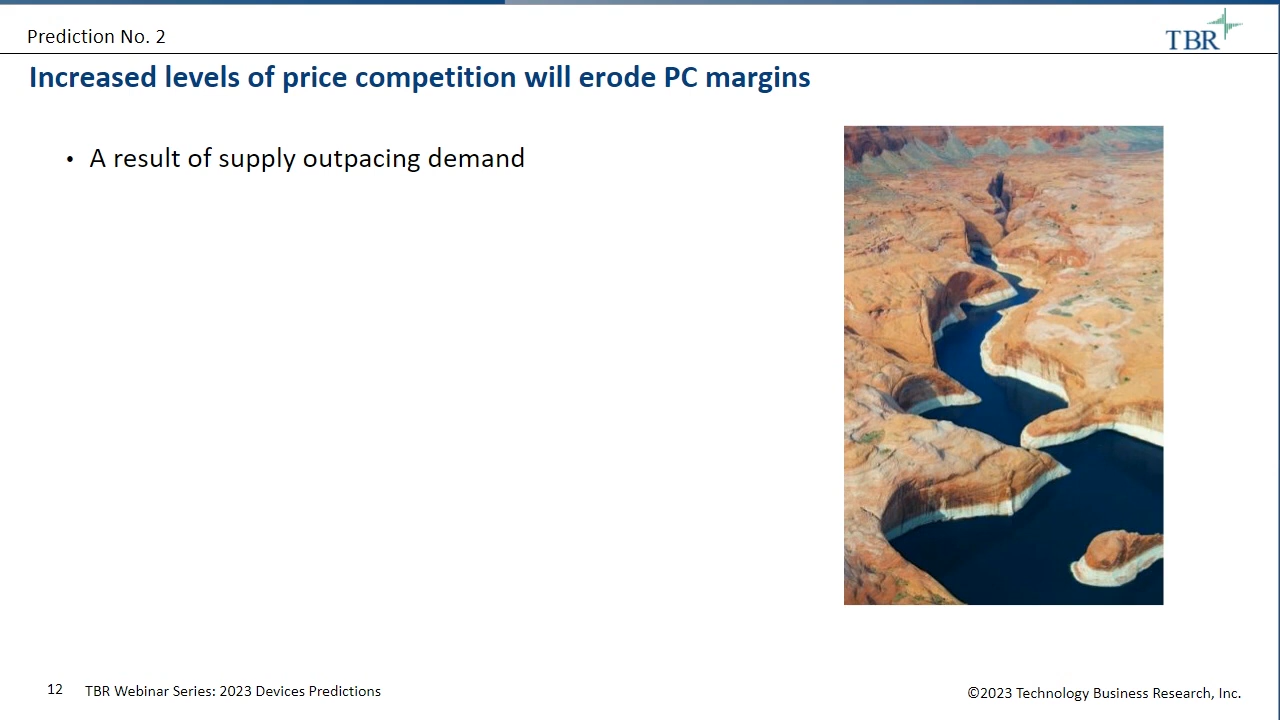 Prediction No. 2
TBR
Increased levels of price competition will erode PC margins
• A result of supply outpacing demand
12 TBR Webinar Series: 2023 Devices Predictions
©2023 Technology Business Research, Inc.